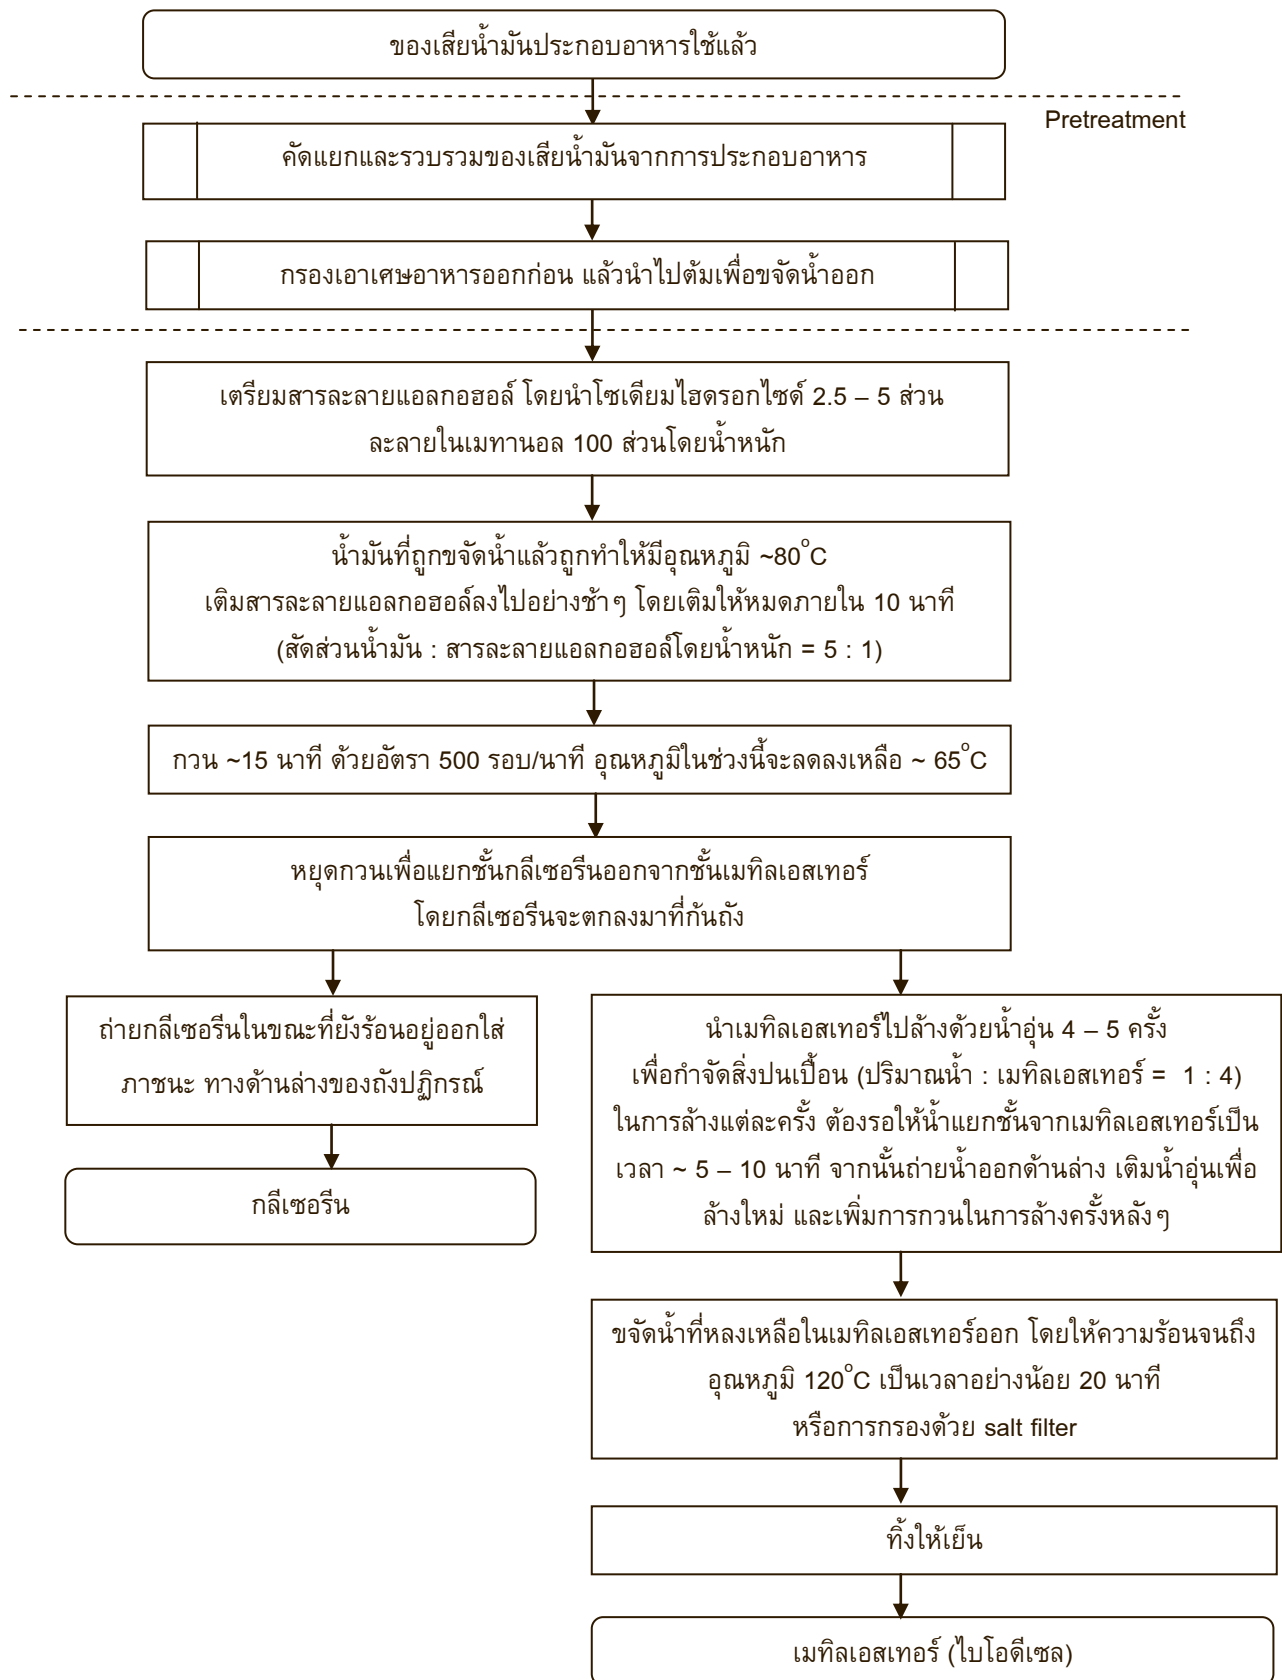 ของเสียน้ำมันประกอบอาหารใช้แล้ว
Pretreatment
คัดแยกและรวบรวมของเสียน้ำมันจากการประกอบอาหาร
กรองเอาเศษอาหารออกก่อน แล้วนำไปต้มเพื่อขจัดน้ำออก
เตรียมสารละลายแอลกอฮอล์ โดยนำโซเดียมไฮดรอกไซด์ 2.5 – 5 ส่วน
ละลายในเมทานอล 100 ส่วนโดยน้ำหนัก
น้ำมันที่ถูกขจัดน้ำแล้วถูกทำให้มีอุณหภูมิ ~80°C
เติมสารละลายแอลกอฮอล์ลงไปอย่างช้าๆ โดยเติมให้หมดภายใน 10 นาที
(สัดส่วนน้ำมัน : สารละลายแอลกอฮอล์โดยน้ำหนัก = 5 : 1)
กวน ~15 นาที ด้วยอัตรา 500 รอบ/นาที อุณหภูมิในช่วงนี้จะลดลงเหลือ ~ 65°C
หยุดกวนเพื่อแยกชั้นกลีเซอรีนออกจากชั้นเมทิลเอสเทอร์
โดยกลีเซอรีนจะตกลงมาที่ก้นถัง
ถ่ายกลีเซอรีนในขณะที่ยังร้อนอยู่ออกใส่
ภาชนะ ทางด้านล่างของถังปฏิกรณ์
กลีเซอรีน
นำเมทิลเอสเทอร์ไปล้างด้วยน้ำอุ่น 4 – 5 ครั้ง
เพื่อกำจัดสิ่งปนเปื้อน (ปริมาณน้ำ : เมทิลเอสเทอร์ = 1 : 4)
ในการล้างแต่ละครั้ง ต้องรอให้น้ำแยกชั้นจากเมทิลเอสเทอร์เป็น
เวลา ~ 5 – 10 นาที จากนั้นถ่ายน้ำออกด้านล่าง เติมน้ำอุ่นเพื่อ
ล้างใหม่ และเพิ่มการกวนในการล้างครั้งหลังๆ
ขจัดน้ำที่หลงเหลือในเมทิลเอสเทอร์ออก โดยให้ความร้อนจนถึง
อุณหภูมิ 120°C เป็นเวลาอย่างน้อย 20 นาที
หรือการกรองด้วย salt filter
ทิ้งให้เย็น
เมทิลเอสเทอร์ (ไบโอดีเซล)